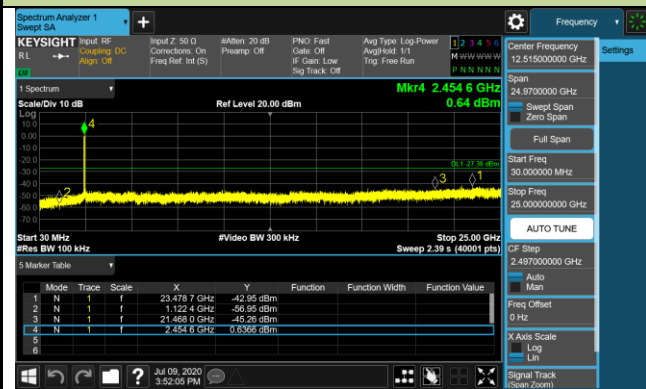 Spectrum Analyzer 1
Swept SA
Frequency
KEYSIGHT
RL
Input: RF
Coupling: DC
Align: Off
Input Z: 50 Ω
Corrections: On
Freq Ref: Int (S)
#Atten: 20 dB
Preamp: Off
PNO: Fast
Gate: Off
IF Gain: Low
Sig Track: Off
Avg Type: Log-Power
Avg|Hold: 1/1
Trig: Free Run
1 2 3 4 5 6
M W W W W W
P N N N N N
LNI
1 Spectrum
Mkr4 2.454 6 GHz
Scale/Div 10 dB
Ref Level 20.00 dBm
0.64 dBm
Log
10.0
0.00
-10.0
-20.0
-30.0
-40.0
-50.0
-60.0
-70.0
4
DL1 -27.38 dBm
3
1
2
Start 30 MHz
#Video BW 300 kHz
Stop 25.00 GHz
#Res BW 100 kHz
Sweep 2.39 s (40001 pts)
5 Marker Table
Mode Trace Scale X Y Function Function Width Function Value
1 N 1 f 23.478 7 GHz -42.95 dBm
2 N 1 f 1.122 4 GHz -56.95 dBm
3 N 1 f 21.468 0 GHz -45.26 dBm
4 N 1 f 2.454 6 GHz 0.6366 dBm
5
6
Jul 09, 2020
3:52:05 PM
Center Frequency
12.515000000 GHz
Settings
Span
24.9700000 GHz
Swept Span
Zero Span
Full Span
Start Freq
30.000000 MHz
Stop Freq
25.000000000 GHz
AUTO TUNE
CF Step
2.497000000 GHz
Auto
Man
Freq Offset
0 Hz
X Axis Scale
Log
Lin
Signal Track
(Span Zoom)